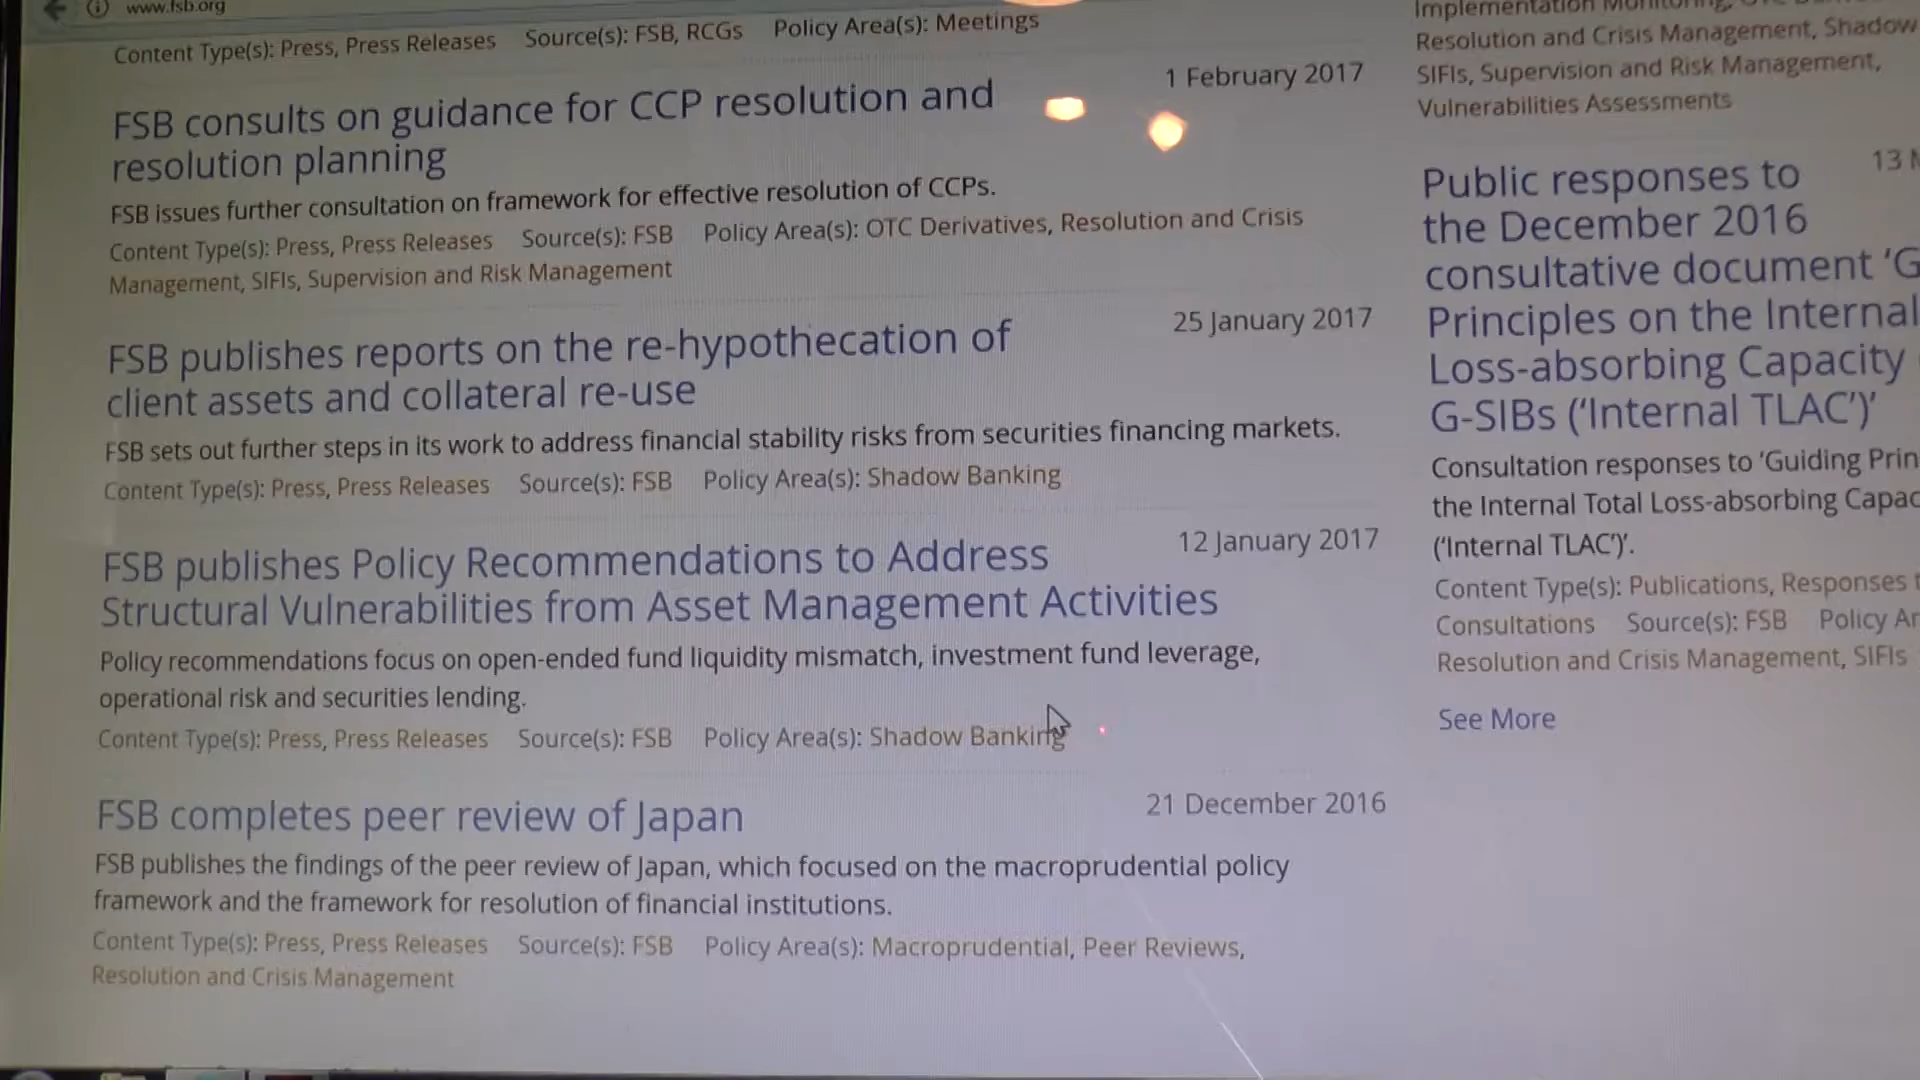 www.fsb.org
Content Type(s): Press, Press Releases Source(s): FSB, RCGs Policy Area(s): Meetings
1 February 2017
FSB consults on guidance for CCP resolution and
resolution planning
FSB issues further consultation on framework for effective resolution of CCPs.
Content Type(s): Press, Press Releases Source(s): FSB Policy Area(s): OTC Derivatives, Resolution and Crisis
Management, SIFIs, Supervision and Risk Management
25 January 2017
FSB publishes reports on the re-hypothecation of
client assets and collateral re-use
FSB sets out further steps in its work to address financial stability risks from securities financing markets.
Content Type(s): Press, Press Releases Source(s): FSB Policy Area(s): Shadow Banking
12 January 2017
FSB publishes Policy Recommendations to Address
Structural Vulnerabilities from Asset Management Activities
Policy recommendations focus on open-ended fund liquidity mismatch, investment fund leverage,
operational risk and securities lending.
Content Type(s): Press, Press Releases Source(s): FSB Policy Area(s): Shadow Banking
21 December 2016
FSB completes peer review of Japan
FSB publishes the findings of the peer review of Japan, which focused on the macroprudential policy
framework and the framework for resolution of financial institutions.
Content Type(s): Press, Press Releases Source(s): FSB Policy Area(s): Macroprudential, Peer Reviews,
Resolution and Crisis Management
Implementation Monitoring,
Resolution and Crisis Management, Shadow
SIFIs, Supervision and Risk Management,
Vulnerabilities Assessments
13
Public responses to
the December 2016
consultative document ‘G
Principles on the Internal
Loss-absorbing Capacity
G-SIBs (‘Internal TLAC’)’
Consultation responses to ‘Guiding Prin
the Internal Total Loss-absorbing Capac
(‘Internal TLAC’)’.
Content Type(s): Publications, Responses t
Consultations Source(s): FSB Policy Ar
Resolution and Crisis Management, SIFIs
See More